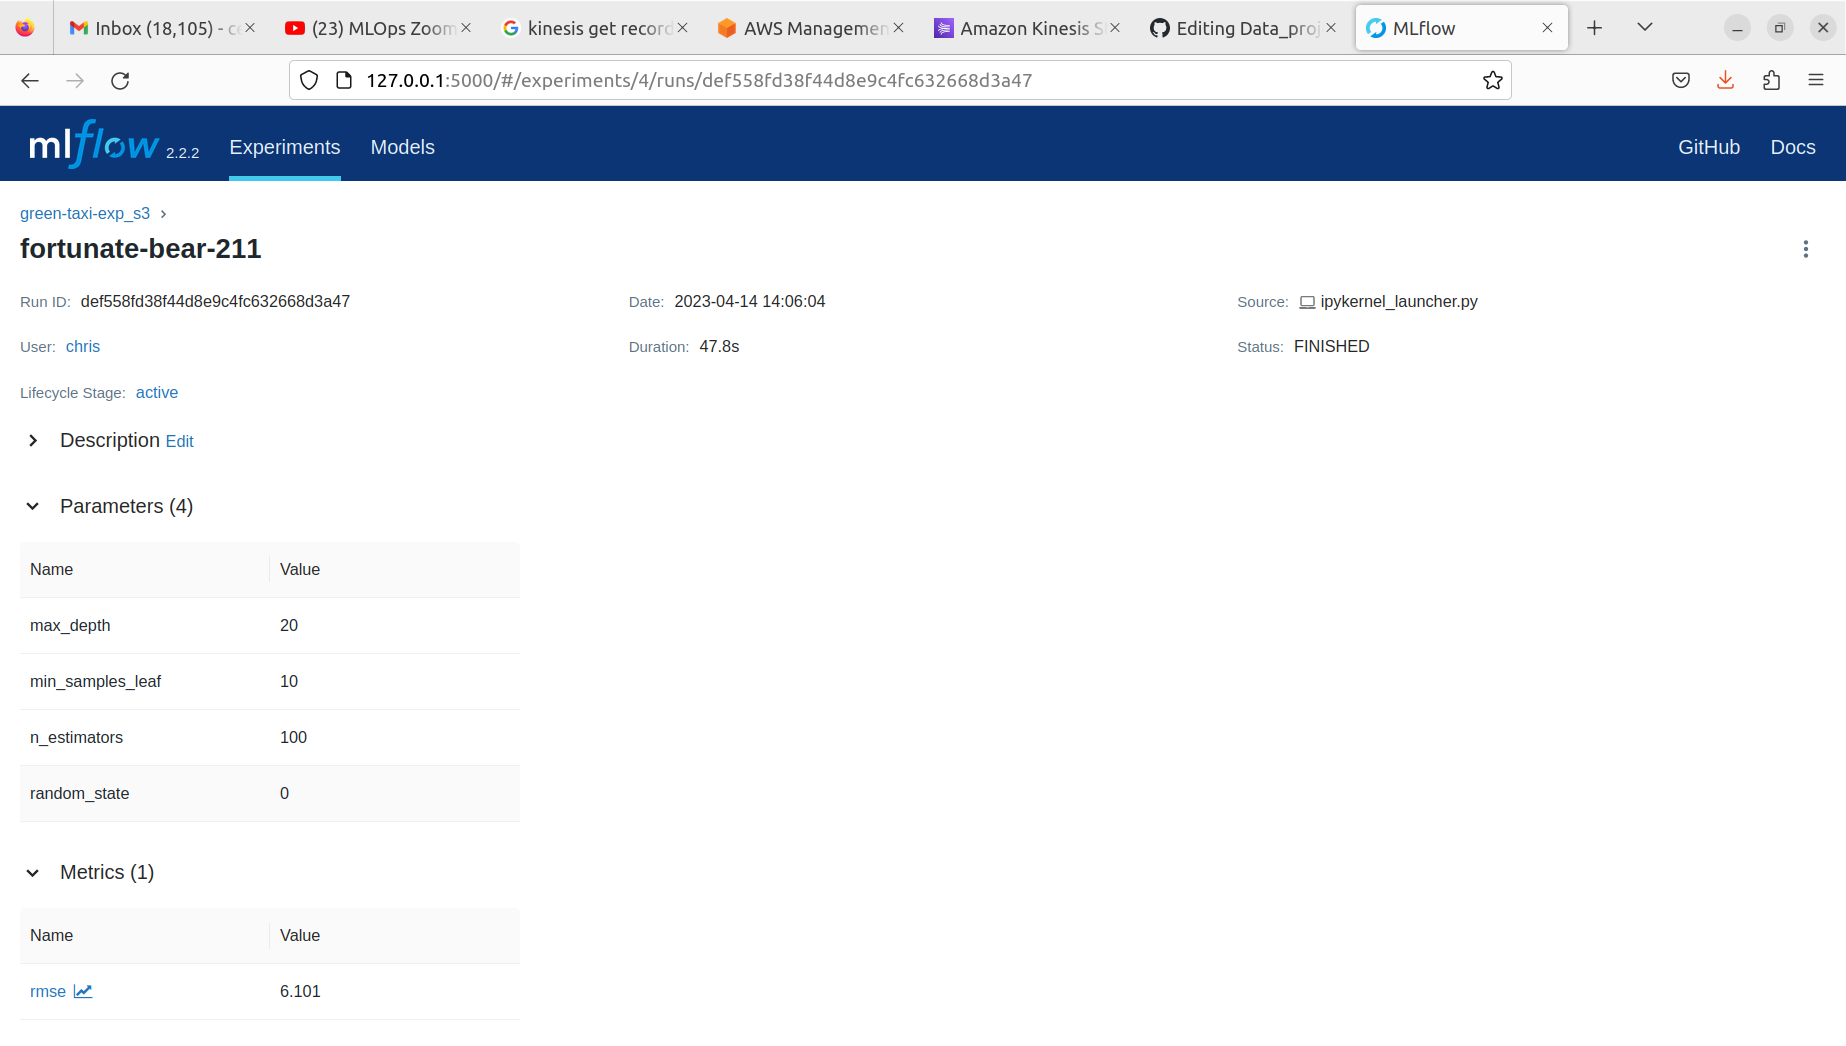 Inbox (18,105) - ce
(23) MLOps Zoom
kinesis get record
AWS Managemen
Amazon Kinesis S
Editing Data_proj
MLflow
127.0.0.1:5000/#/experiments/4/runs/def558fd38f44d8e9c4fc632668d3a47
mlflow 2.2.2 Experiments Models GitHub Docs
green-taxi-exp_s3
fortunate-bear-211
Run ID: def558fd38f44d8e9c4fc632668d3a47 Date: 2023-04-14 14:06:04 Source: ipykernel_launcher.py
User: chris Duration: 47.8s Status: FINISHED
Lifecycle Stage: active
Description Edit
Parameters (4)
Name Value
max_depth 20
min_samples_leaf 10
n_estimators 100
random_state 0
Metrics (1)
Name Value
rmse 6.101